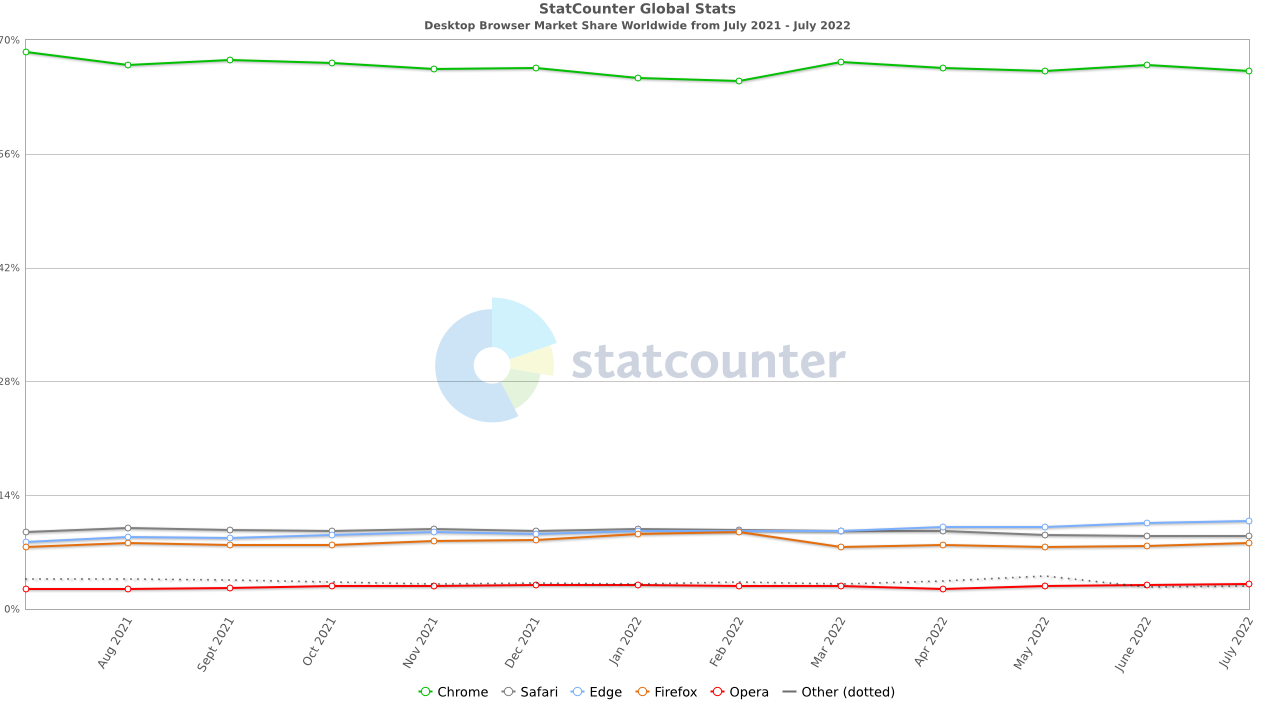 StatCounter Global Stats
Desktop Browser Market Share Worldwide from July 2021 - July 2022
70%
56%
42%
28%
14%
0%
statcounter
Aug 2021
Sept 2021
Oct 2021
Nov 2021
Dec 2021
Jan 2022
Feb 2022
Mar 2022
Apr 2022
May 2022
June 2022
July 2022
Chrome Safari Edge Firefox Opera Other (dotted)